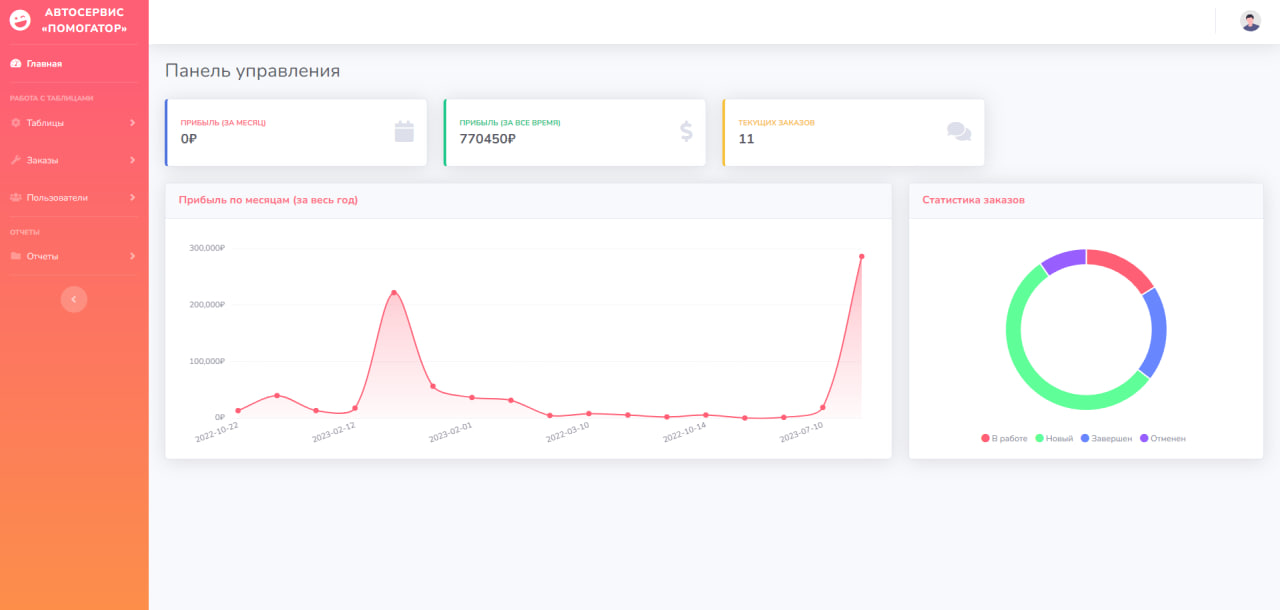 АВТОСЕРВИС
«ПОМОГАТОР»
Главная
РАБОТА С ТАБЛИЦАМИ
Таблицы
Заказы
Пользователи
ОТЧЕТЫ
Отчеты
Панель управления
ПРИБЫЛЬ (ЗА МЕСЯЦ)
0₽
ПРИБЫЛЬ (ЗА ВСЕ ВРЕМЯ)
770450₽
ТЕКУЩИХ ЗАКАЗОВ
11
Прибыль по месяцам (за весь год)
300,000₽
200,000₽
100,000₽
0₽
2022-10-22
2023-02-12
2023-02-01
2022-03-10
2022-10-14
2023-07-10
Статистика заказов
В работе Новый Завершен Отменен